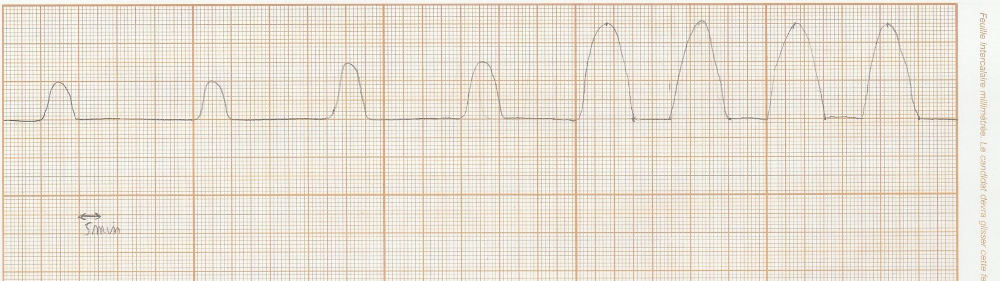 5min
Feuille intercalaire millimétrée. Le candidat devra glisser cette fe